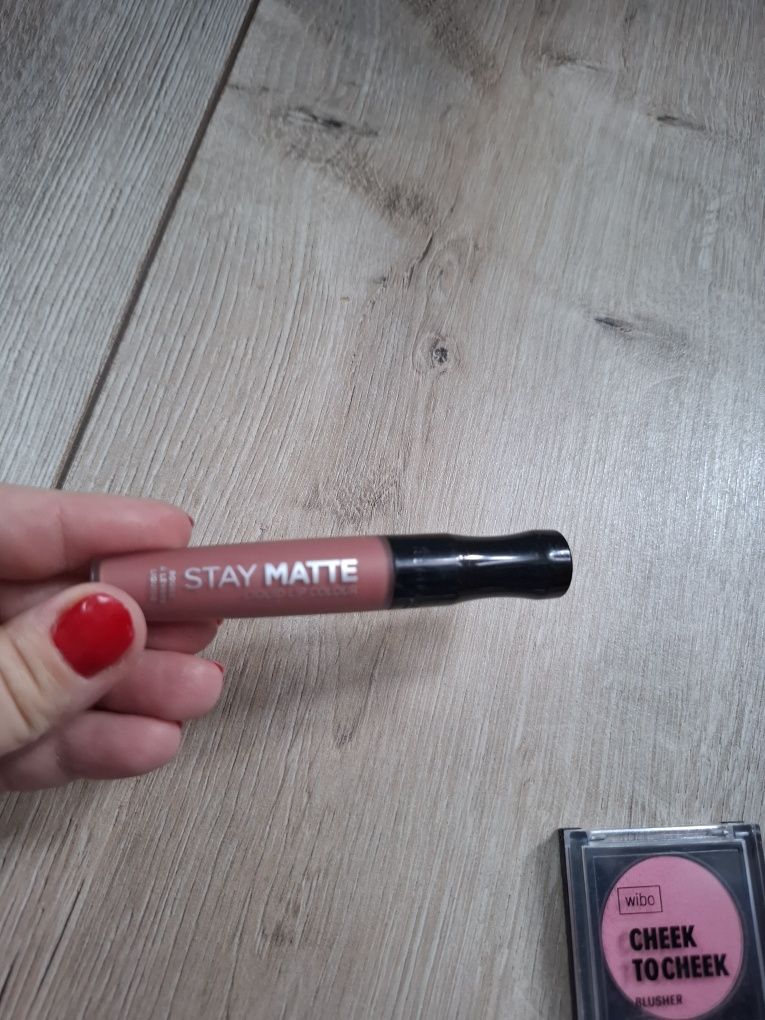 STAY MATTE
LIQUID LIP COLOUR
wibo
CHEEK
TO CHEEK
BLUSHER